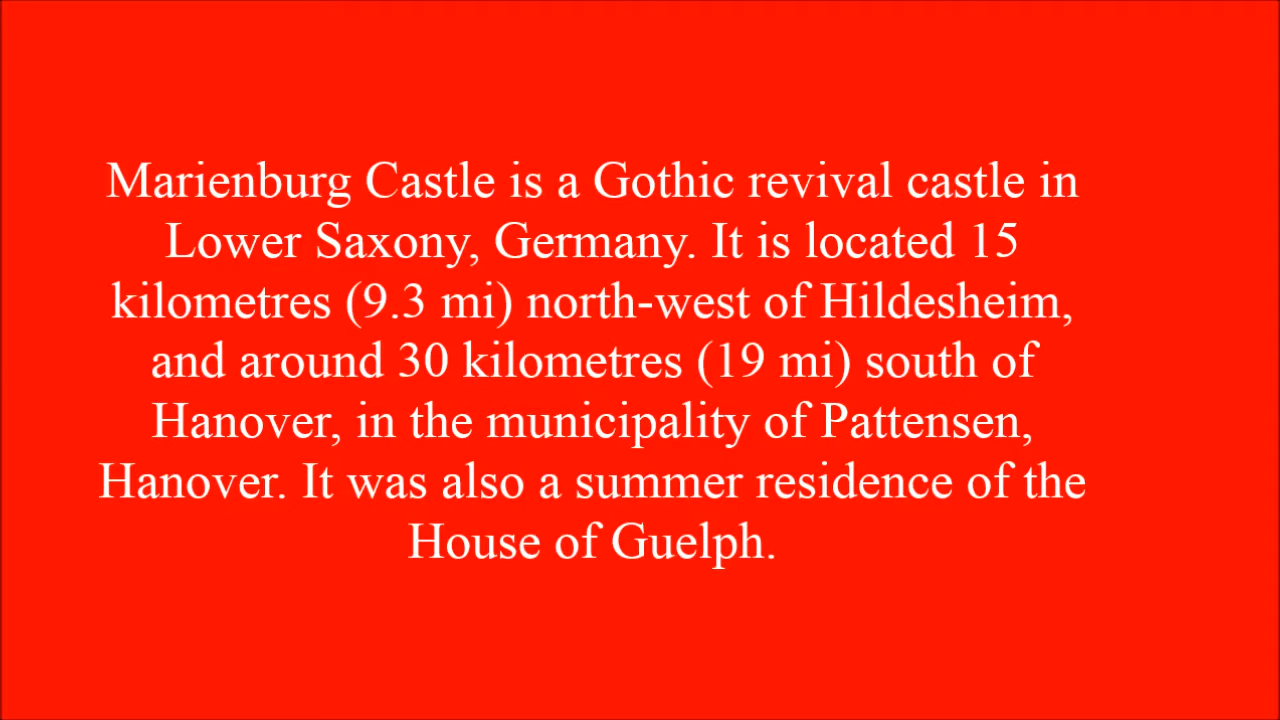 Marienburg Castle is a Gothic revival castle in
Lower Saxony, Germany. It is located 15
kilometres (9.3 mi) north-west of Hildesheim,
and around 30 kilometres (19 mi) south of
Hanover, in the municipality of Pattensen,
Hanover. It was also a summer residence of the
House of Guelph.